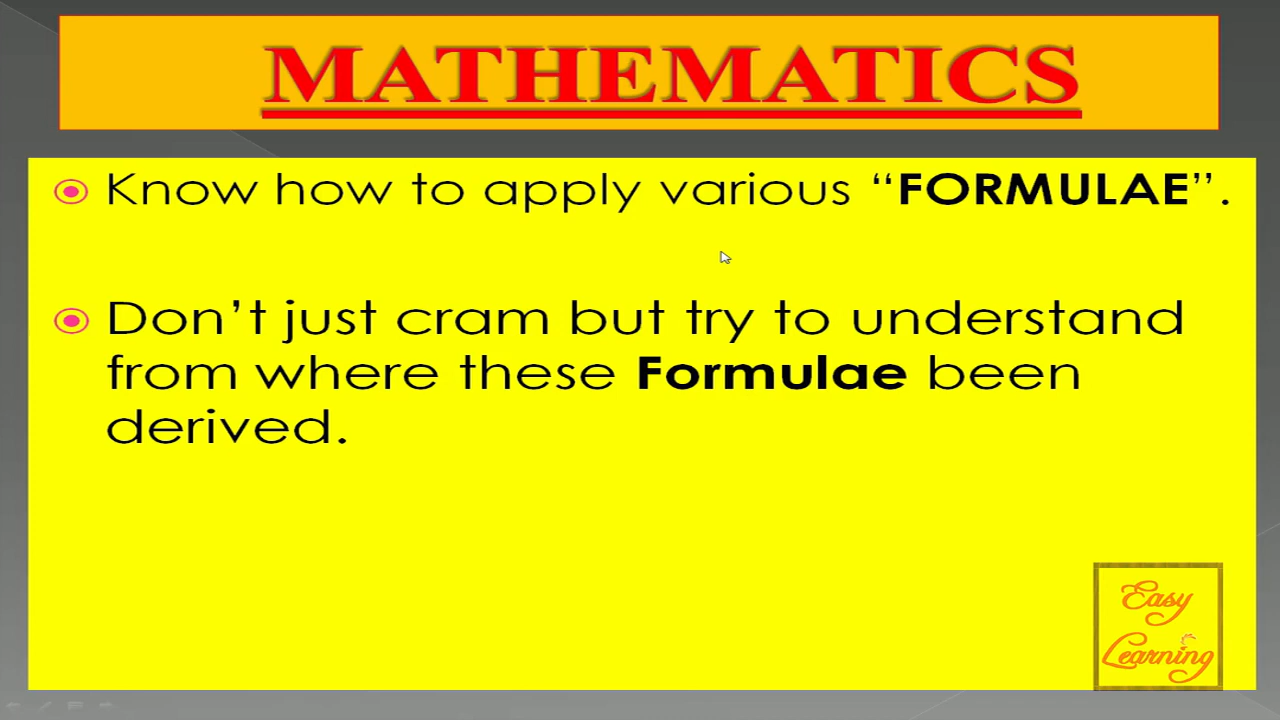 MATHEMATICS
Know how to apply various “FORMULAE”.
Don’t just cram but try to understand
from where these Formulae been
derived.
Easy
Learning